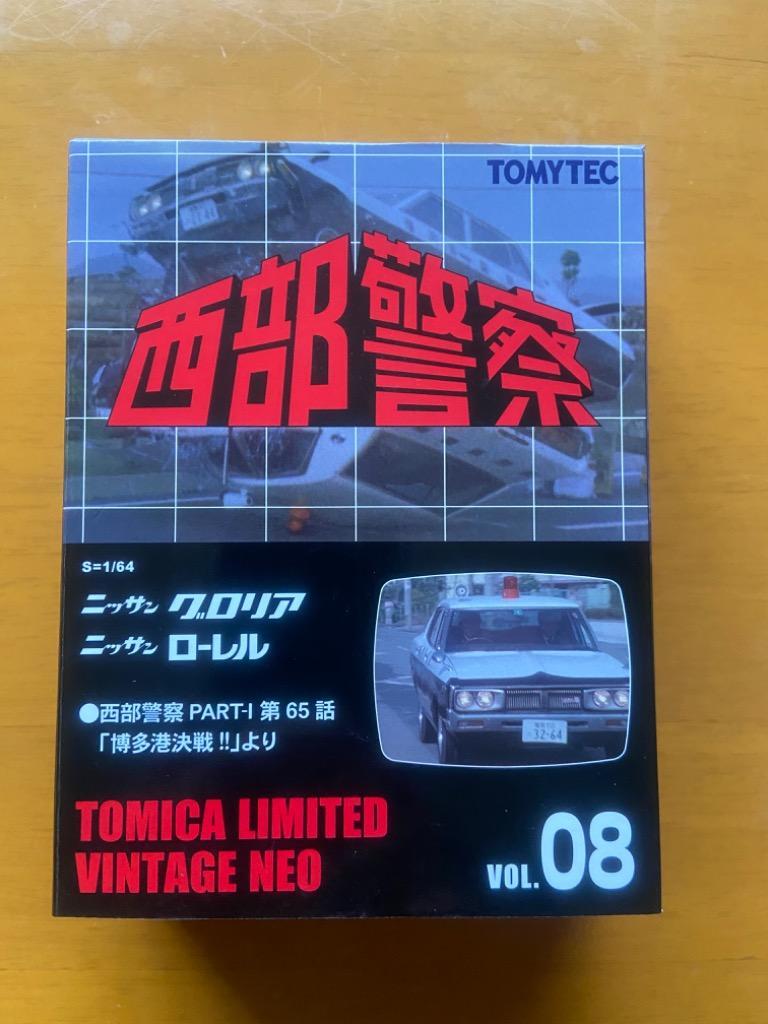 TOMYTEC
西部警察
S=1/64
ニッサン グロリア
ニッサン ローレル
●西部警察 PART-I 第65話
「博多港決戦!!」より
32-64
TOMICA LIMITED
VINTAGE NEO
VOL.08